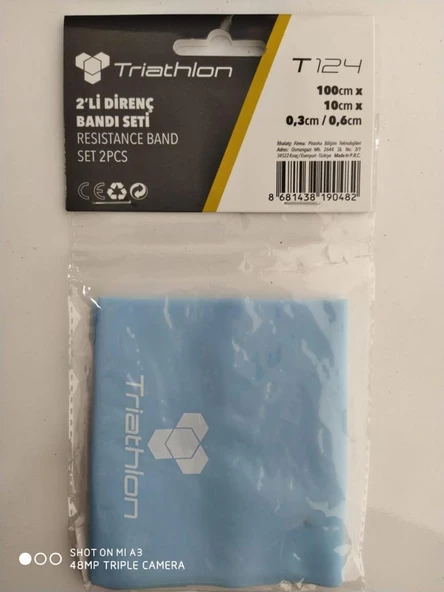 Triathlon
T124
2'Lİ DİRENÇ
BANDI SETİ
RESISTANCE BAND
SET 2PCS
100cm x
10cm x
0,3cm / 0,6cm
CE
8 681438 190482
Triathlon
SHOT ON MI A3
48MP TRIPLE CAMERA